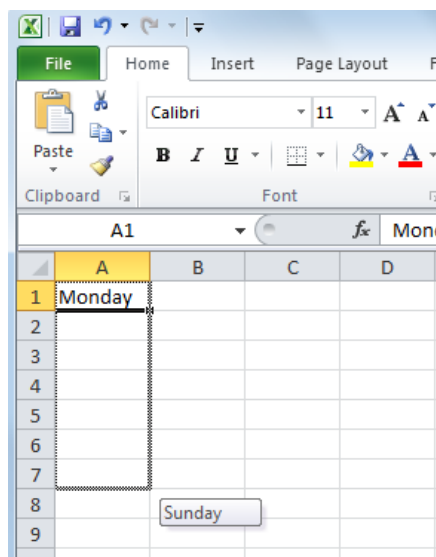 File Home Insert Page Layout F
Calibri 11 A A
Paste B I U A
Clipboard Font
A1 fx Mon
A B C D
1 Monday
2
3
4
5
6
7
8 Sunday
9